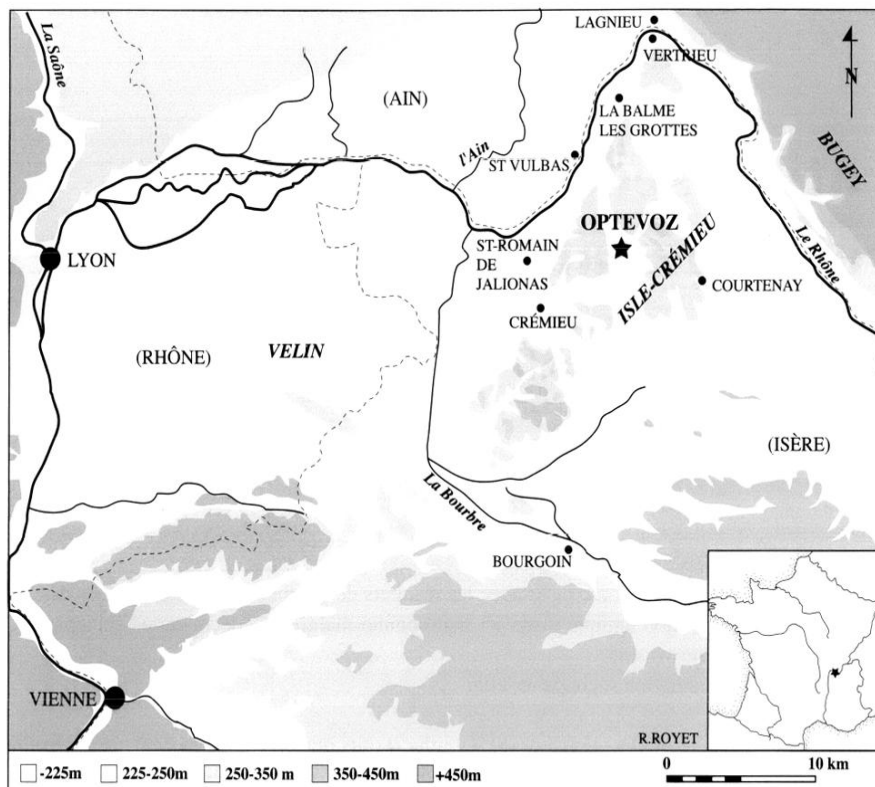 LAGNIEU
La Saône
VERTRIEU
N
(AIN)
LA BALME
LES GROTTES
l'Ain
ST VULBAS
BUGEY
OPTEVOZ
ST-ROMAIN
DE
JALIONAS
LYON
ISLE-CRÉMIEU
Le Rhône
COURTENAY
CRÉMIEU
(RHÔNE)
VELIN
(ISÈRE)
La Bourbre
BOURGOIN
VIENNE
R.ROYET
-225m 225-250m 250-350 m 350-450m +450m
0 10 km